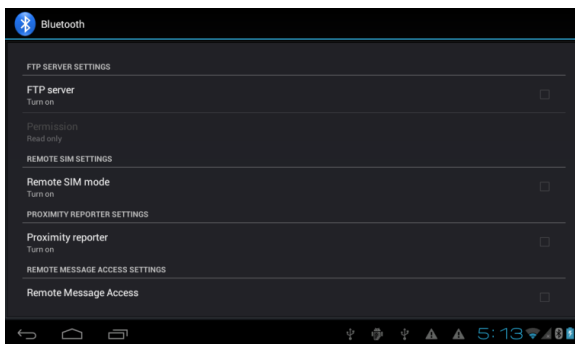 Bluetooth
FTP SERVER SETTINGS
FTP server
Turn on
Permission
Read only
REMOTE SIM SETTINGS
Remote SIM mode
Turn on
PROXIMITY REPORTER SETTINGS
Proximity reporter
Turn on
REMOTE MESSAGE ACCESS SETTINGS
Remote Message Access
5:13